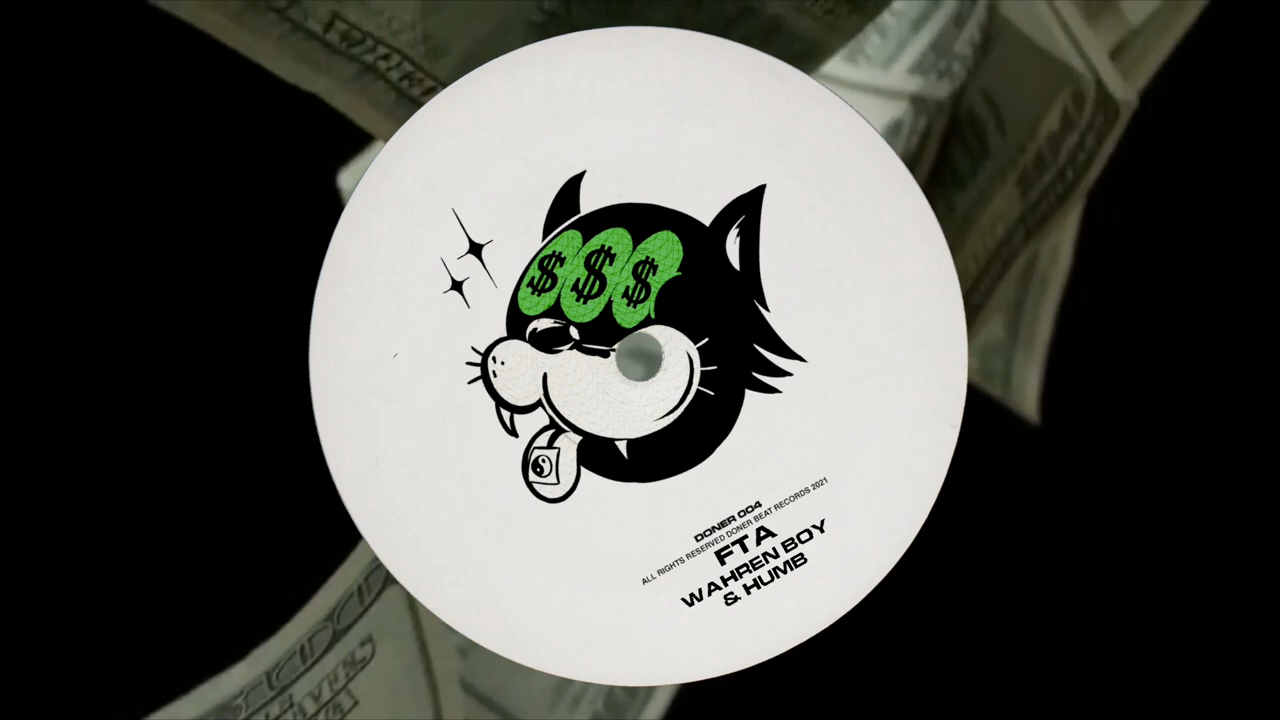 $ $ $
DONER 004
ALL RIGHTS RESERVED DONER BEAT RECORDS 2021
FTA
WAHREN BOY
& HUMB